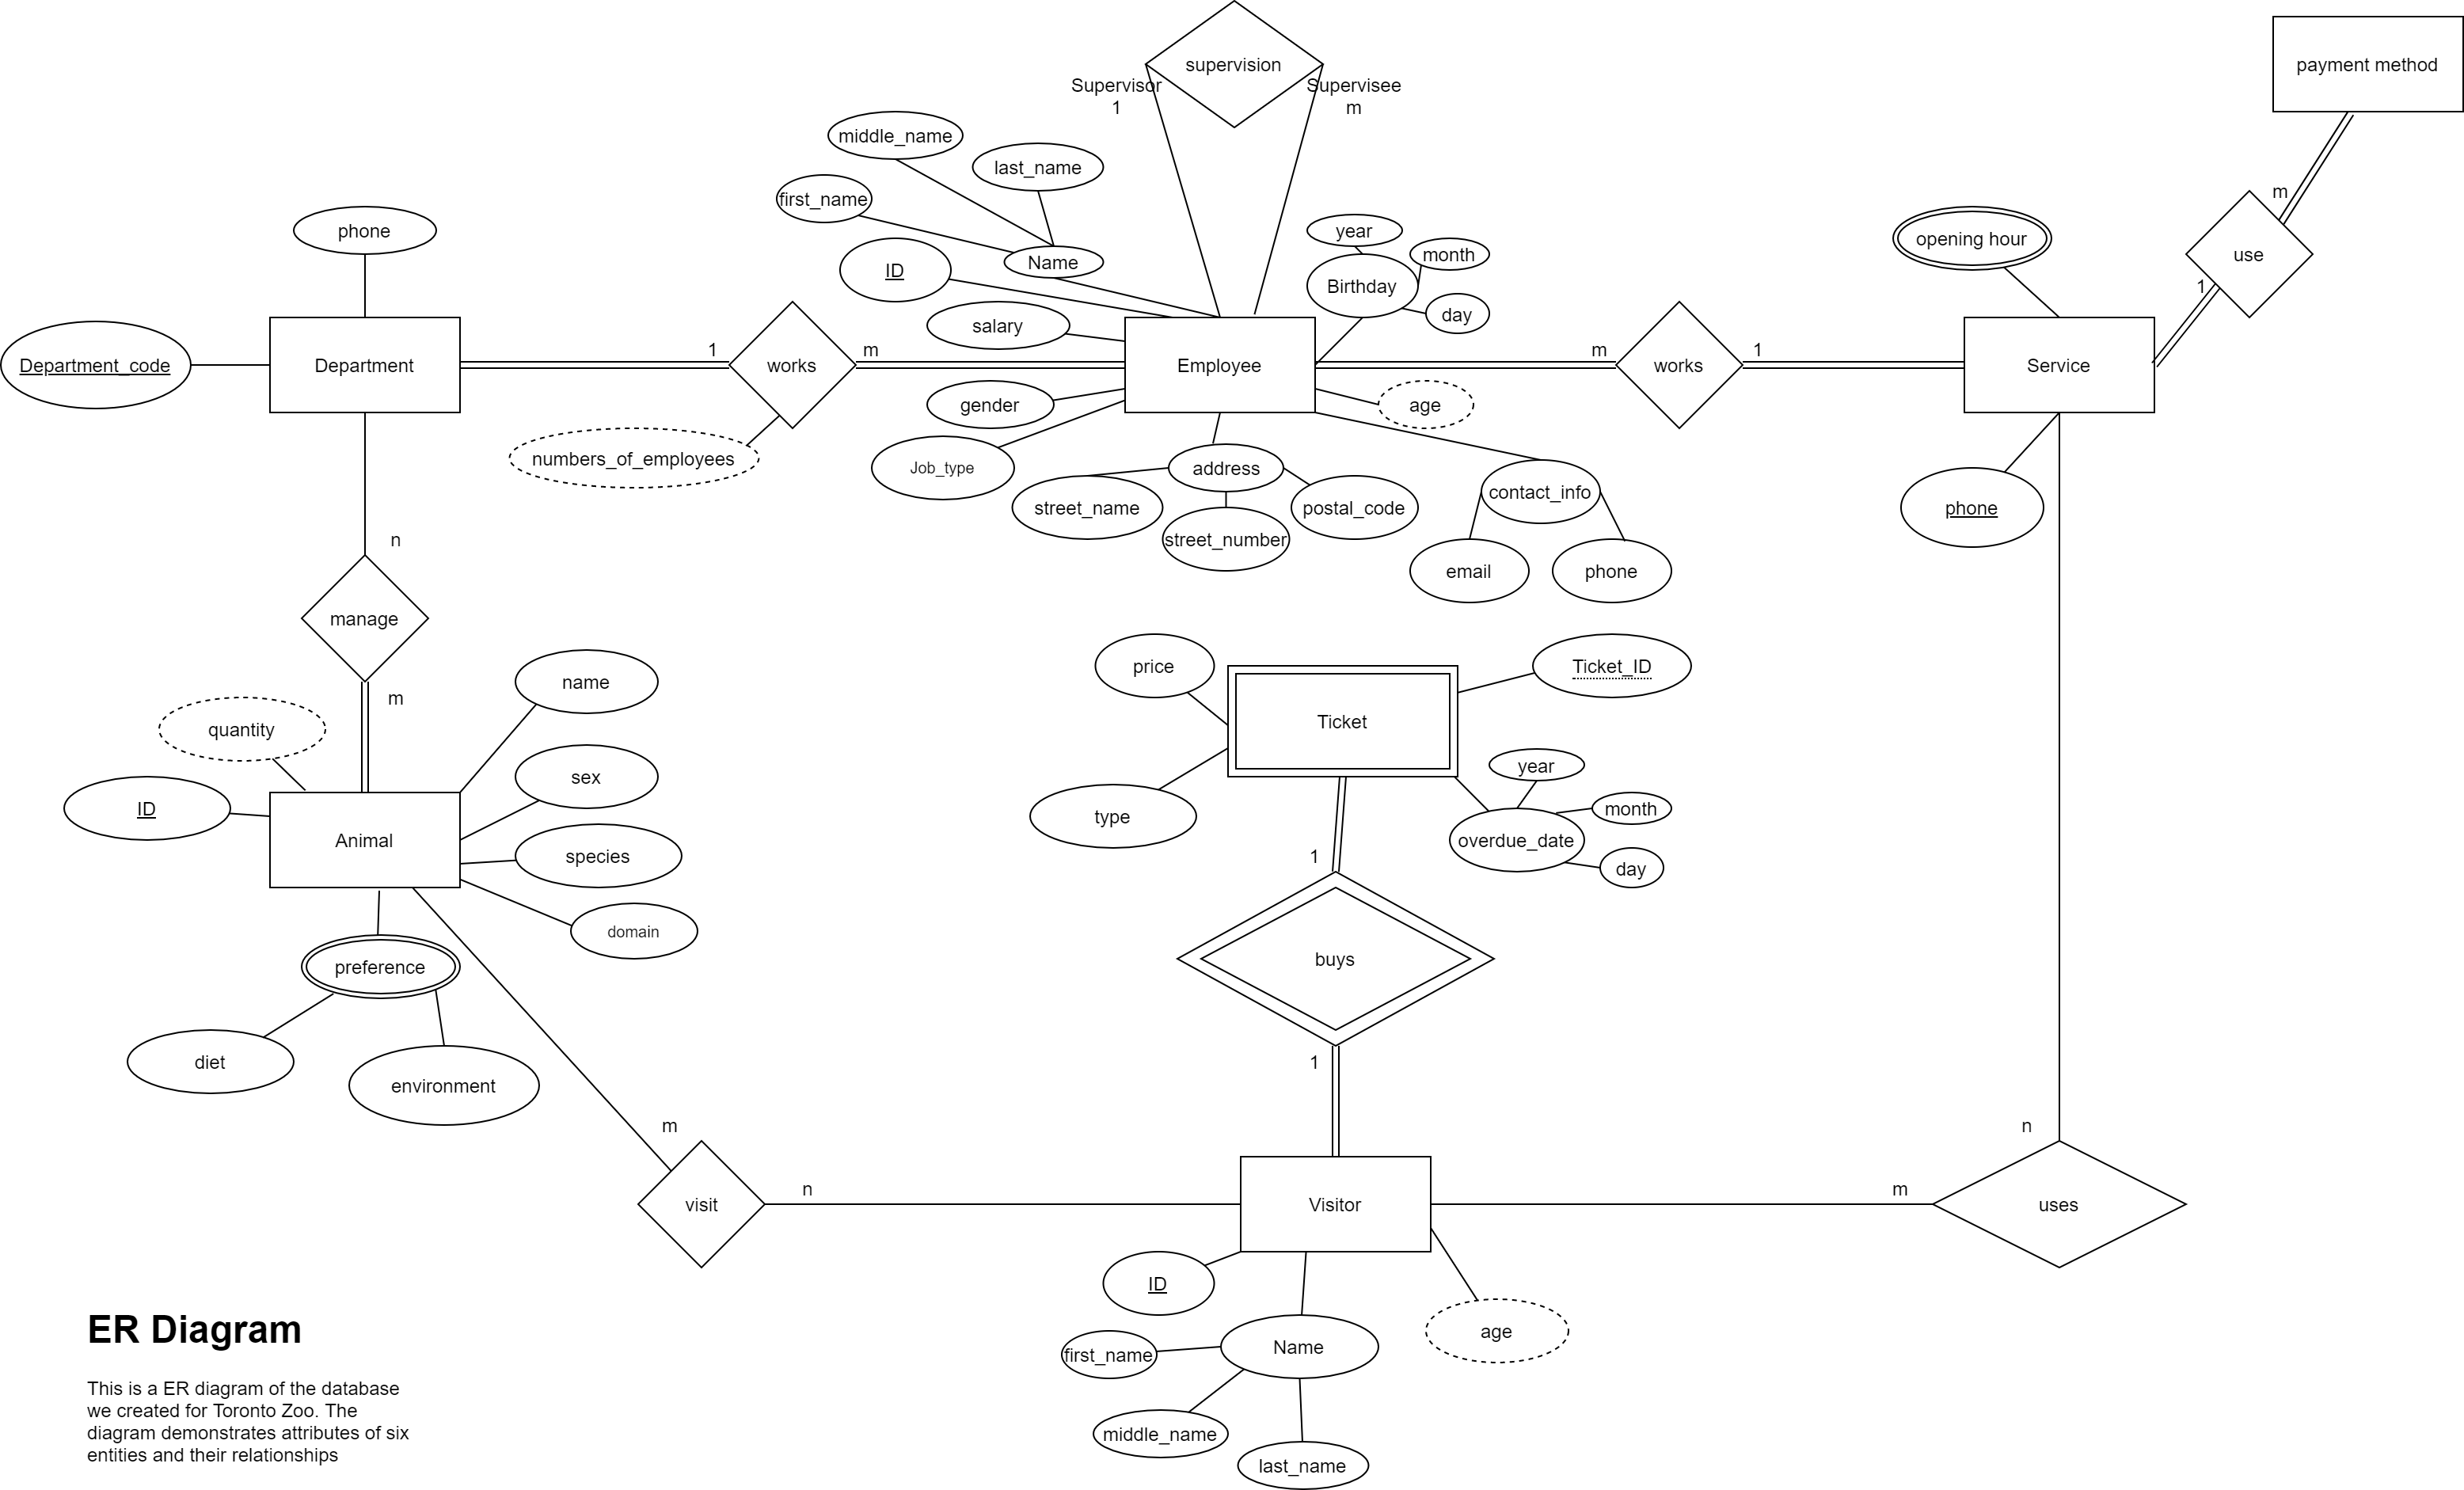 supervision
payment method
Supervisor
1
Supervisee
m
middle_name
last_name
first_name
m
phone
year
opening hour
month
use
Name
ID
Birthday
1
day
salary
1
m
m
1
Department_code
Department
works
Employee
works
Service
gender
age
numbers_of_employees
Job_type
address
contact_info
street_name
postal_code
phone
n
street_number
email
phone
manage
name
price
Ticket_ID
m
quantity
Ticket
sex
year
ID
type
month
Animal
overdue_date
species
1
day
domain
preference
buys
diet
1
environment
m
n
n
m
visit
Visitor
uses
ID
ER Diagram
age
Name
first_name
This is a ER diagram of the database
we created for Toronto Zoo. The
diagram demonstrates attributes of six
entities and their relationships
middle_name
last_name